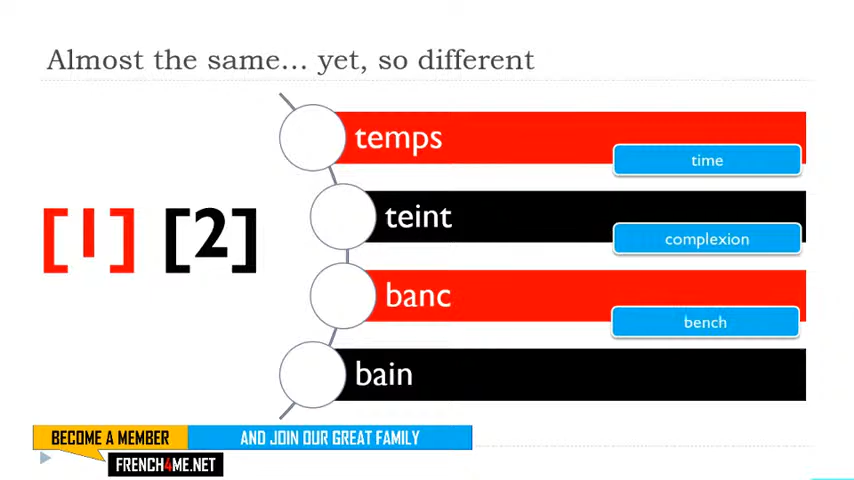 Almost the same... yet, so different
[1] [2]
temps
time
teint
complexion
banc
bench
bain
BECOME A MEMBER
AND JOIN OUR GREAT FAMILY
FRENCH4ME.NET